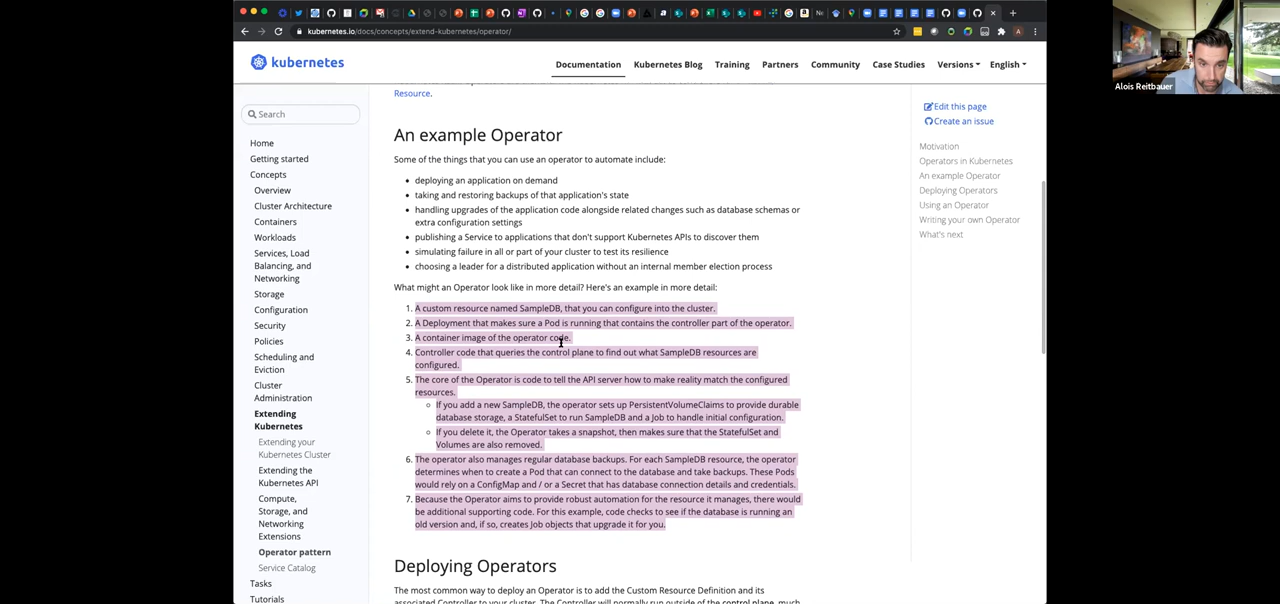 kubernetes.io/docs/concepts/extend-kubernetes/operator/
kubernetes
Documentation
Kubernetes Blog
Training
Partners
Community
Case Studies
Versions
English
Alois Reitbauer
Search
Home
Getting started
Concepts
Overview
Cluster Architecture
Containers
Workloads
Services, Load
Balancing, and
Networking
Storage
Configuration
Security
Policies
Scheduling and
Eviction
Cluster
Administration
Extending
Kubernetes
Extending your
Kubernetes Cluster
Extending the
Kubernetes API
Compute,
Storage, and
Networking
Extensions
Operator pattern
Service Catalog
Tasks
Tutorials
Resource.
An example Operator
Some of the things that you can use an operator to automate include:
• deploying an application on demand
• taking and restoring backups of that application's state
• handling upgrades of the application code alongside related changes such as database schemas or
extra configuration settings
• publishing a Service to applications that don't support Kubernetes APIs to discover them
• simulating failure in all or part of your cluster to test its resilience
• choosing a leader for a distributed application without an internal member election process
What might an Operator look like in more detail? Here's an example in more detail:
1. A custom resource named SampleDB, that you can configure into the cluster.
2. A Deployment that makes sure a Pod is running that contains the controller part of the operator.
3. A container image of the operator code.
4. Controller code that queries the control plane to find out what SampleDB resources are
configured.
5. The core of the Operator is code to tell the API server how to make reality match the configured
resources.
If you add a new SampleDB, the operator sets up PersistentVolumeClaims to provide durable
database storage, a StatefulSet to run SampleDB and a Job to handle initial configuration.
If you delete it, the Operator takes a snapshot, then makes sure that the StatefulSet and
Volumes are also removed.
6. The operator also manages regular database backups. For each SampleDB resource, the operator
determines when to create a Pod that can connect to the database and take backups. These Pods
would rely on a ConfigMap and / or a Secret that has database connection details and credentials.
7. Because the Operator aims to provide robust automation for the resource it manages, there would
be additional supporting code. For this example, code checks to see if the database is running an
old version and, if so, creates Job objects that upgrade it for you.
Deploying Operators
The most common way to deploy an Operator is to add the Custom Resource Definition and its
associated Controller to your cluster. The Controller will normally run outside of the control plane, much
Edit this page
Create an issue
Motivation
Operators in Kubernetes
An example Operator
Deploying Operators
Using an Operator
Writing your own Operator
What's next